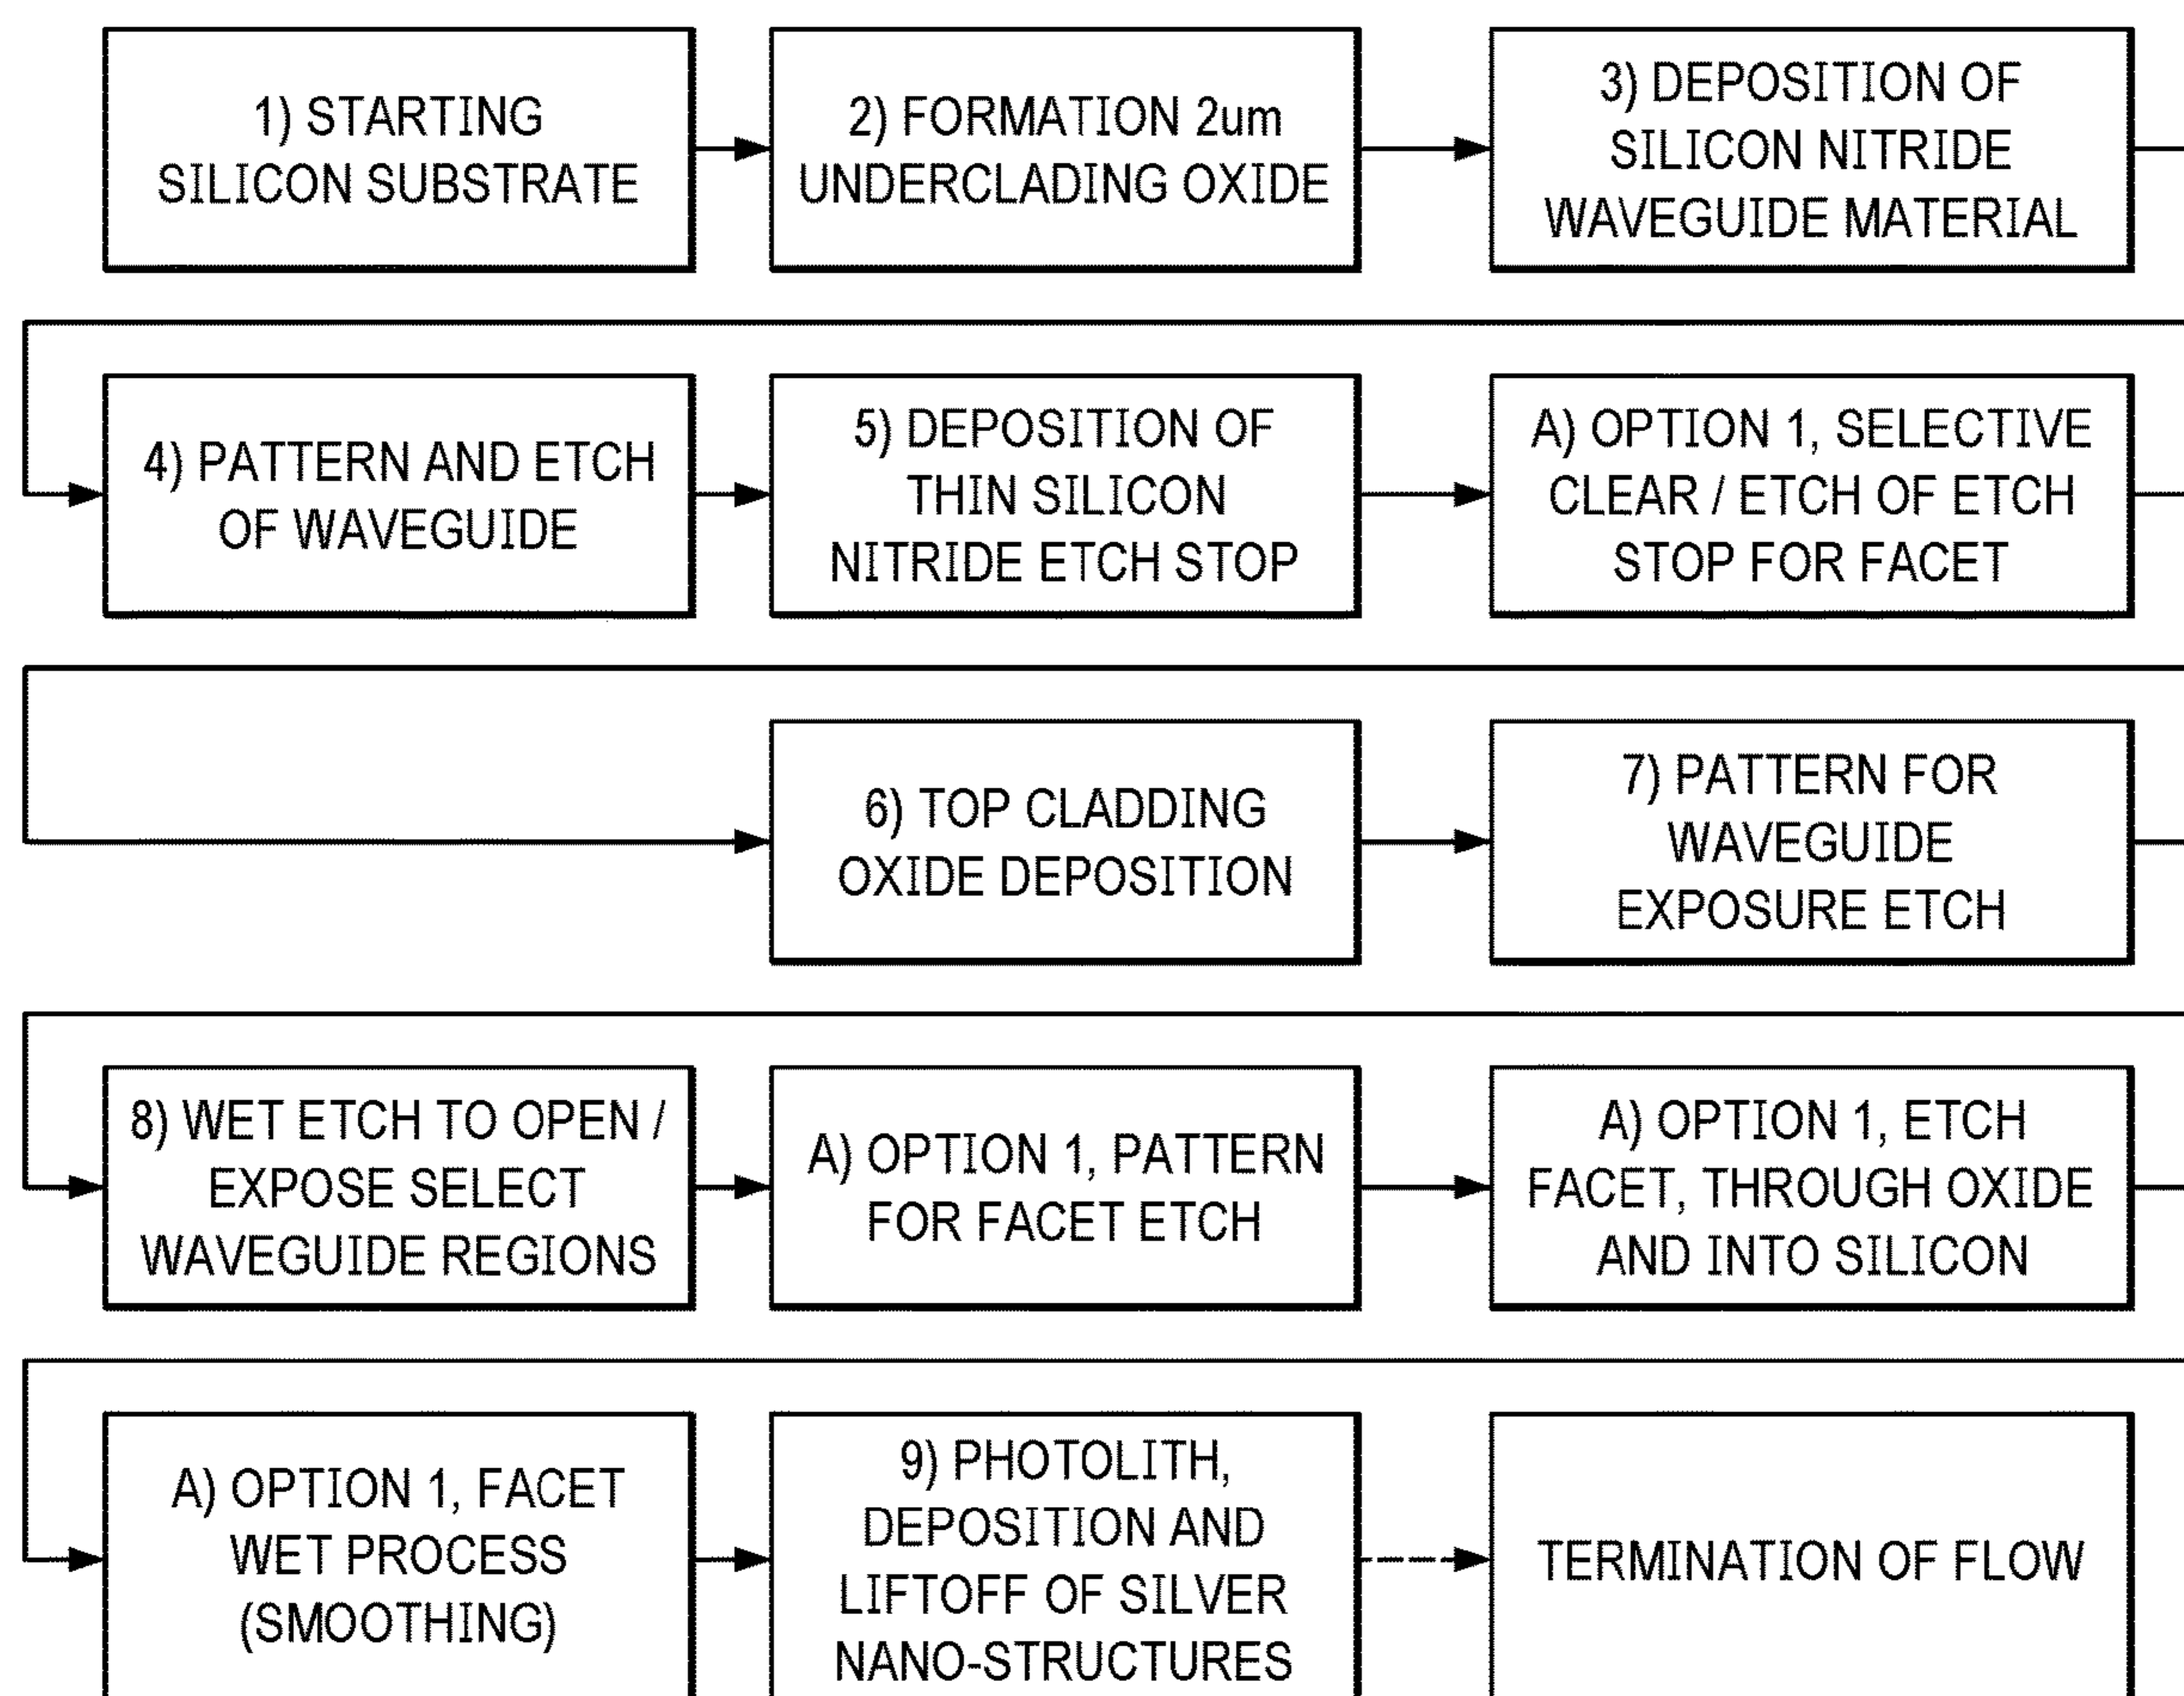 1) STARTING
SILICON SUBSTRATE
2) FORMATION 2um
UNDERCLADING OXIDE
3) DEPOSITION OF
SILICON NITRIDE
WAVEGUIDE MATERIAL
4) PATTERN AND ETCH
OF WAVEGUIDE
5) DEPOSITION OF
THIN SILICON
NITRIDE ETCH STOP
A) OPTION 1, SELECTIVE
CLEAR / ETCH OF ETCH
STOP FOR FACET
6) TOP CLADDING
OXIDE DEPOSITION
7) PATTERN FOR
WAVEGUIDE
EXPOSURE ETCH
8) WET ETCH TO OPEN /
EXPOSE SELECT
WAVEGUIDE REGIONS
A) OPTION 1, PATTERN
FOR FACET ETCH
A) OPTION 1, ETCH
FACET, THROUGH OXIDE
AND INTO SILICON
A) OPTION 1, FACET
WET PROCESS
(SMOOTHING)
9) PHOTOLITH,
DEPOSITION AND
LIFTOFF OF SILVER
NANO-STRUCTURES
TERMINATION OF FLOW